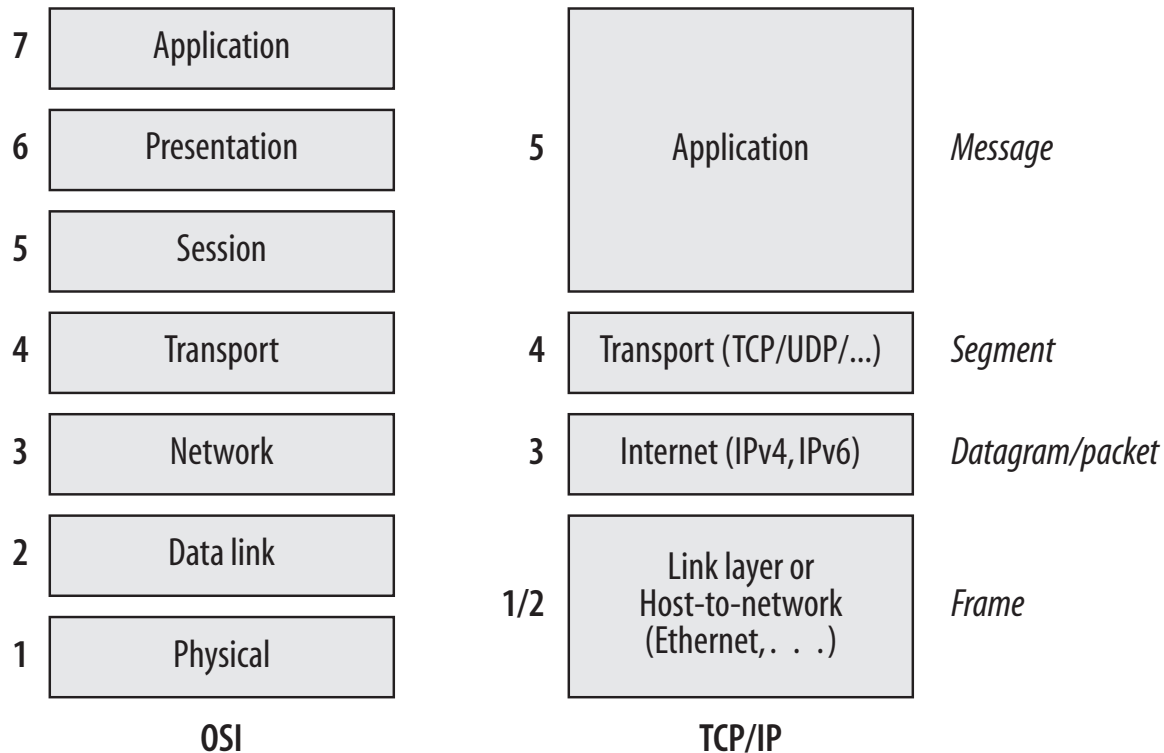 7 Application
6 Presentation 5 Application Message
5 Session
4 Transport 4 Transport (TCP/UDP/...) Segment
3 Network 3 Internet (IPv4, IPv6) Datagram/packet
2 Data link
Link layer or
1/2 Host-to-network Frame
(Ethernet, . . .)
1 Physical
OSI TCP/IP